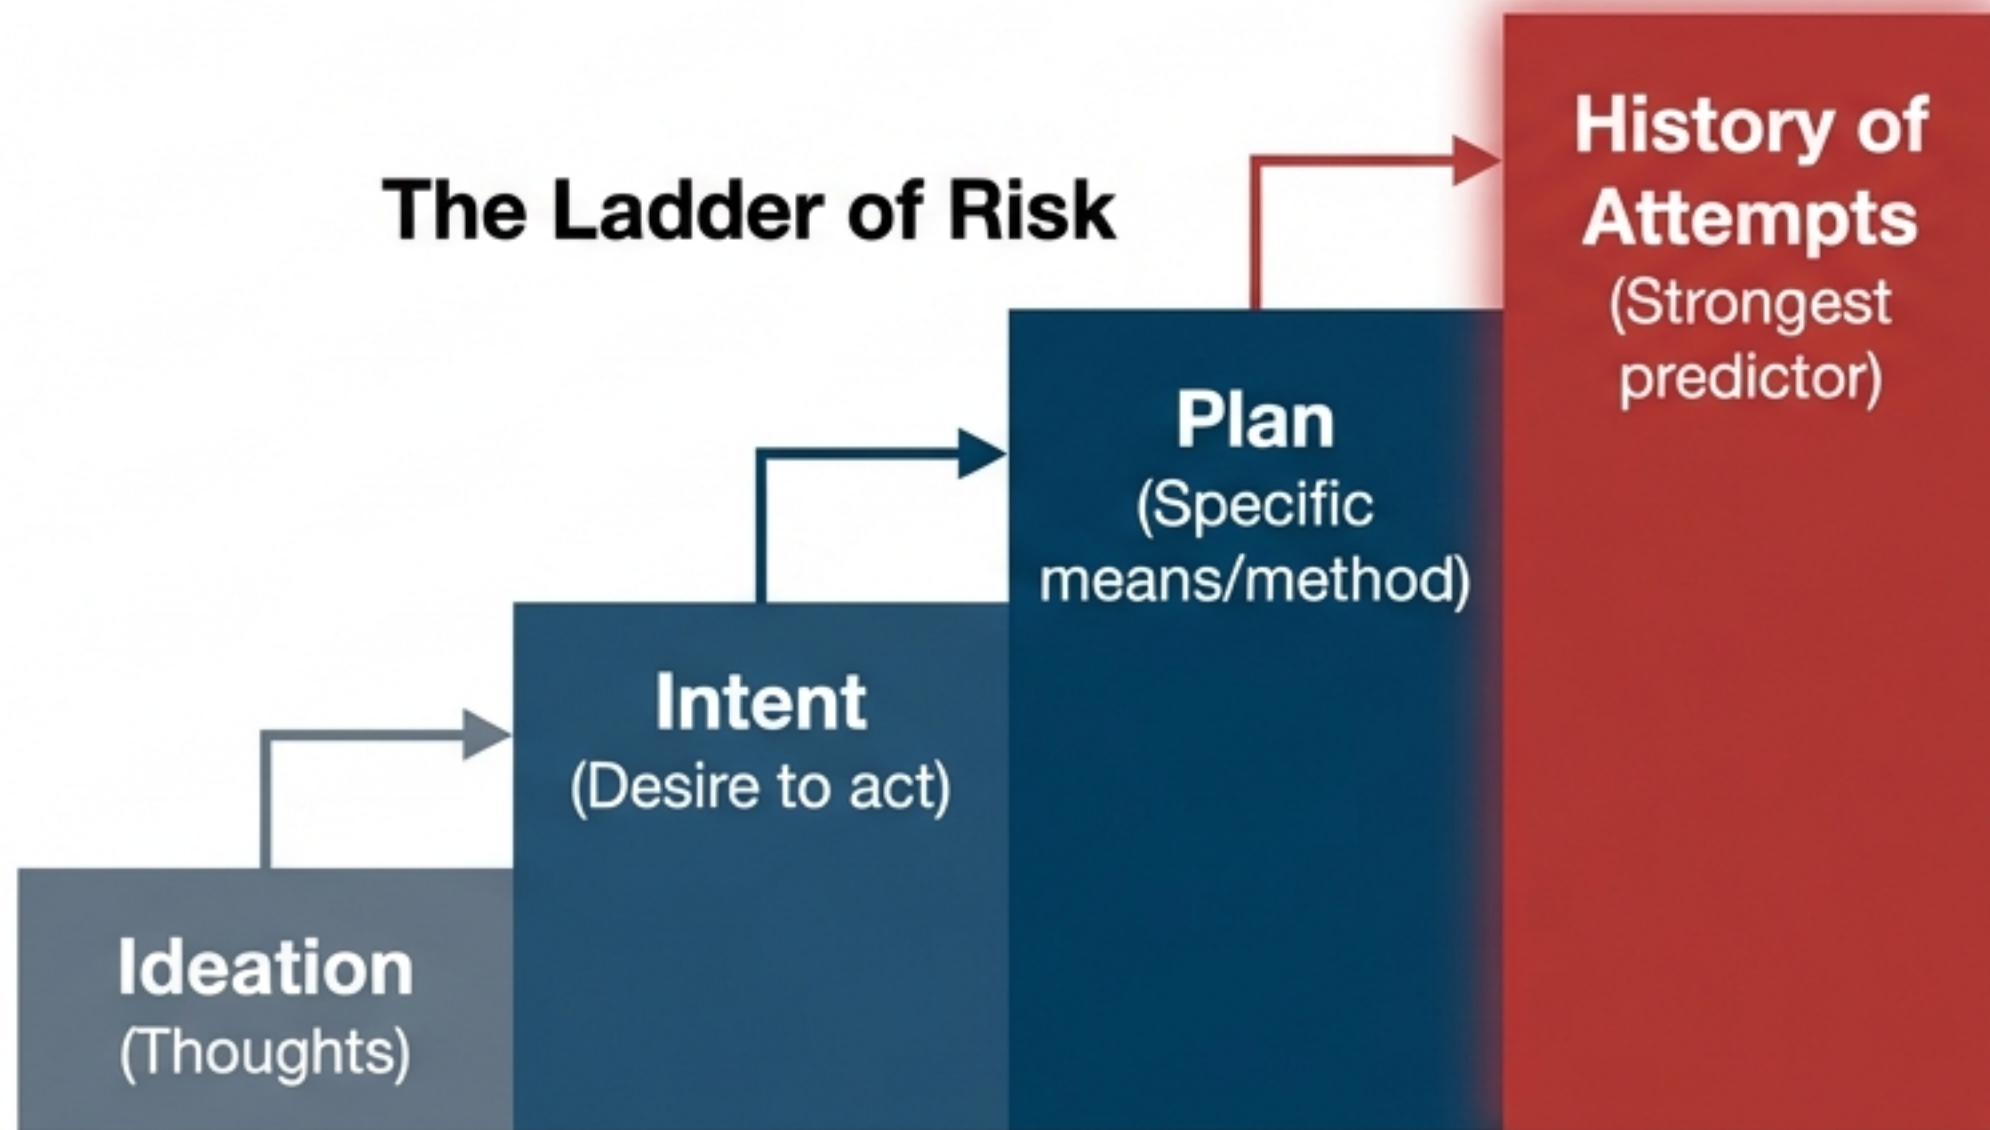 The Ladder of Risk
Ideation
(Thoughts)
Intent
(Desire to act)
Plan
(Specific
means/method)
History of
Attempts
(Strongest
predictor)